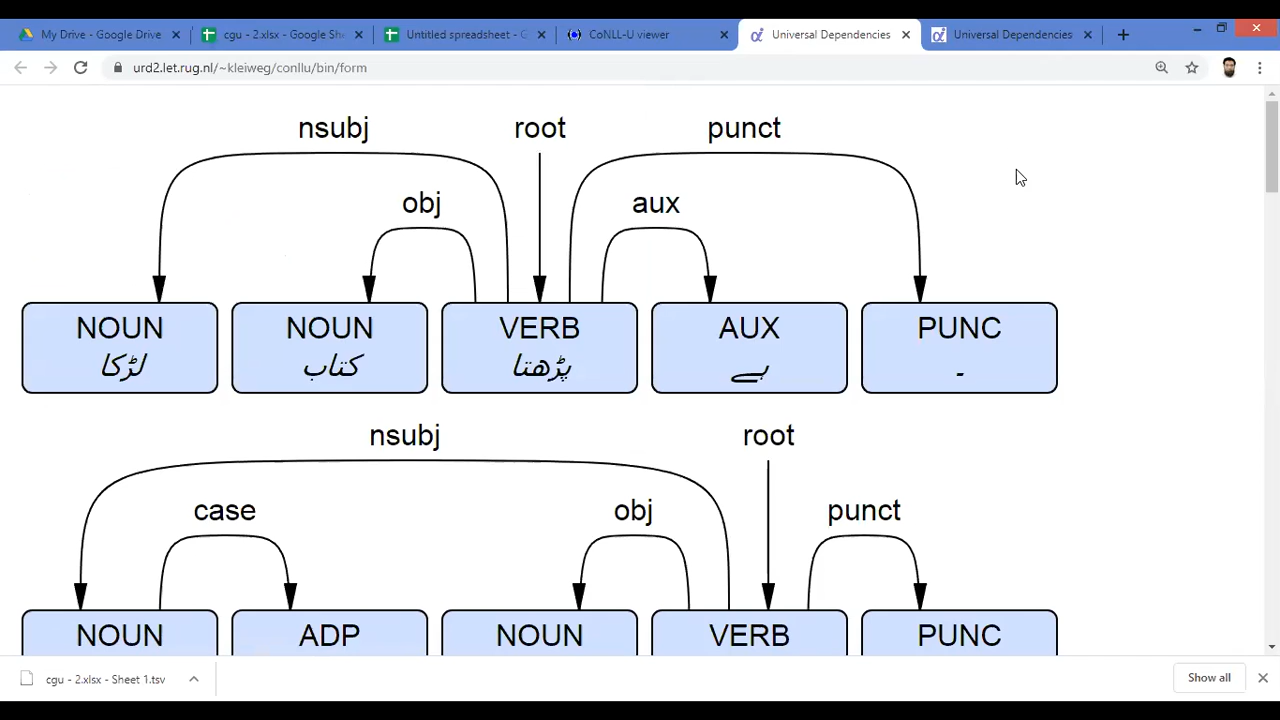 My Drive - Google Drive
cgu - 2.xlsx - Google She
Untitled spreadsheet - G
CoNLL-U viewer
Universal Dependencies
Universal Dependencies
urd2.let.rug.nl/~kleiweg/conllu/bin/form
nsubj root punct
obj aux
NOUN NOUN VERB AUX PUNC
لڑکا کتاب پڑھتا ہے ۔
nsubj root
case obj punct
NOUN ADP NOUN VERB PUNC
cgu - 2.xlsx - Sheet 1.tsv
Show all